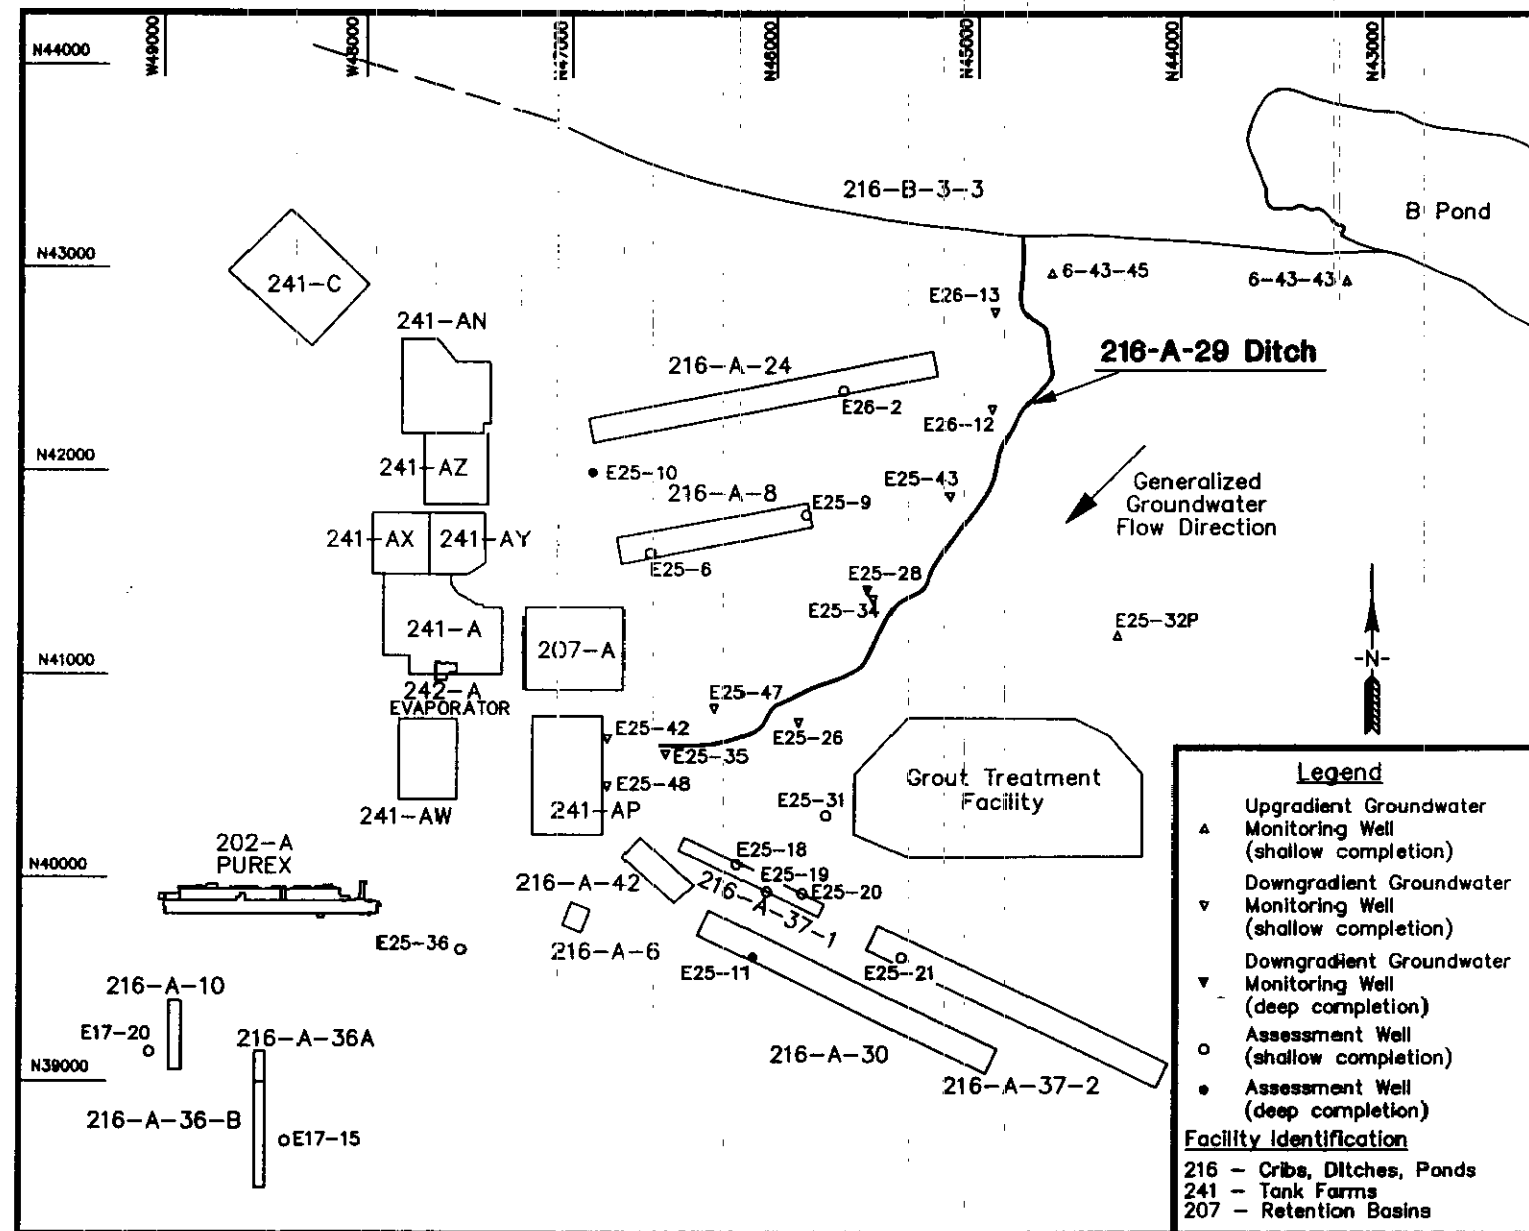 W49000
W48000
N47000
N46000
N45000
N44000
N43000
N44000
N43000
N42000
N41000
N40000
N39000
216-B-3-3
B Pond
6-43-45
6-43-43
E26-13
241-C
241-AN
216-A-24
216-A-29 Ditch
E26-2
E26-12
241-AZ
E25-10
E25-43
216-A-8
E25-9
Generalized
Groundwater
Flow Direction
241-AX
241-AY
E25-6
E25-28
E25-34
E25-32P
241-A
207-A
-N-
242-A
EVAPORATOR
E25-47
E25-42
E25-26
E25-35
E25-48
Grout Treatment
Facility
E25-31
241-AW
241-AP
202-A
PUREX
E25-18
E25-19
E25-20
216-A-42
216-A-37-1
E25-36
216-A-6
E25-11
E25-21
216-A-10
E17-20
216-A-36A
216-A-30
216-A-37-2
216-A-36-B
E17-15
Legend
Upgradient Groundwater
Monitoring Well
(shallow completion)
Downgradient Groundwater
Monitoring Well
(shallow completion)
Downgradient Groundwater
Monitoring Well
(deep completion)
Assessment Well
(shallow completion)
Assessment Well
(deep completion)
Facility Identification
216 - Cribs, Ditches, Ponds
241 - Tank Farms
207 - Retention Basins